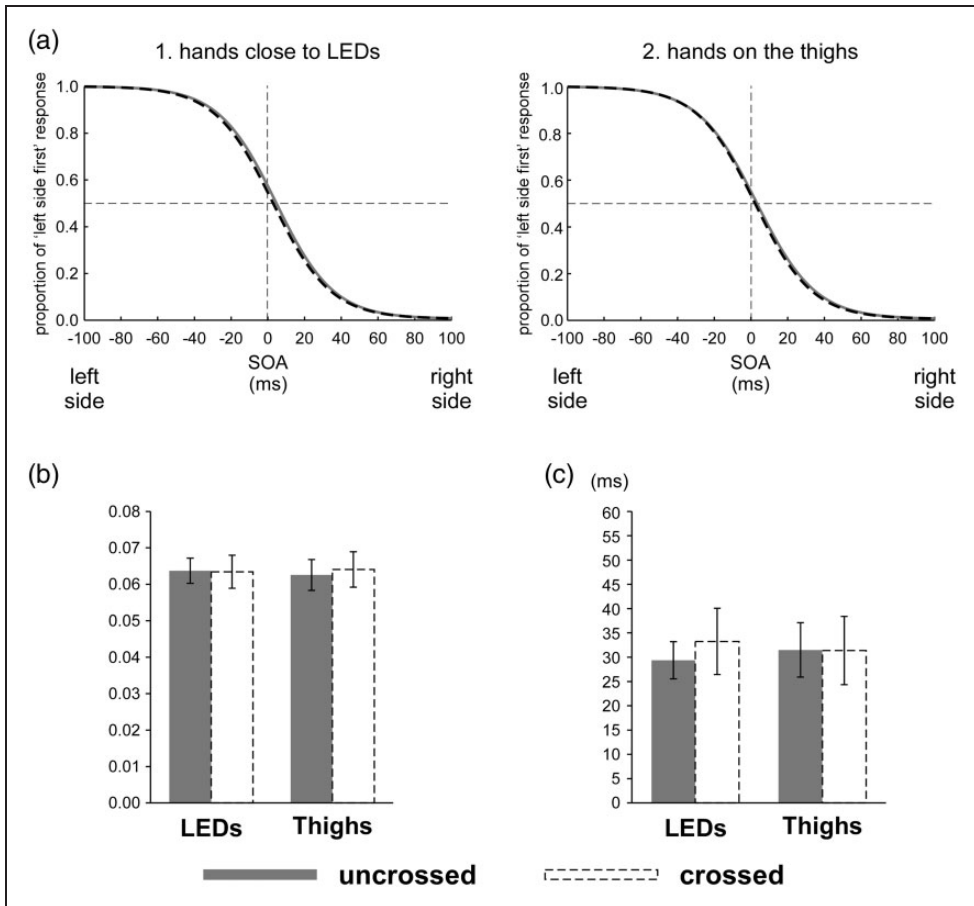 (a)
1. hands close to LEDs
proportion of 'left side first' response
1.0
0.8
0.6
0.4
0.2
0.0
-100 -80 -60 -40 -20 0 20 40 60 80 100
SOA
(ms)
left
side
right
side
2. hands on the thighs
proportion of 'left side first' response
1.0
0.8
0.6
0.4
0.2
0.0
-100 -80 -60 -40 -20 0 20 40 60 80 100
SOA
(ms)
left
side
right
side
(b)
0.08
0.07
0.06
0.05
0.04
0.03
0.02
0.01
0.00
LEDs Thighs
(c) (ms)
60
55
50
45
40
35
30
25
20
15
10
5
0
LEDs Thighs
uncrossed crossed